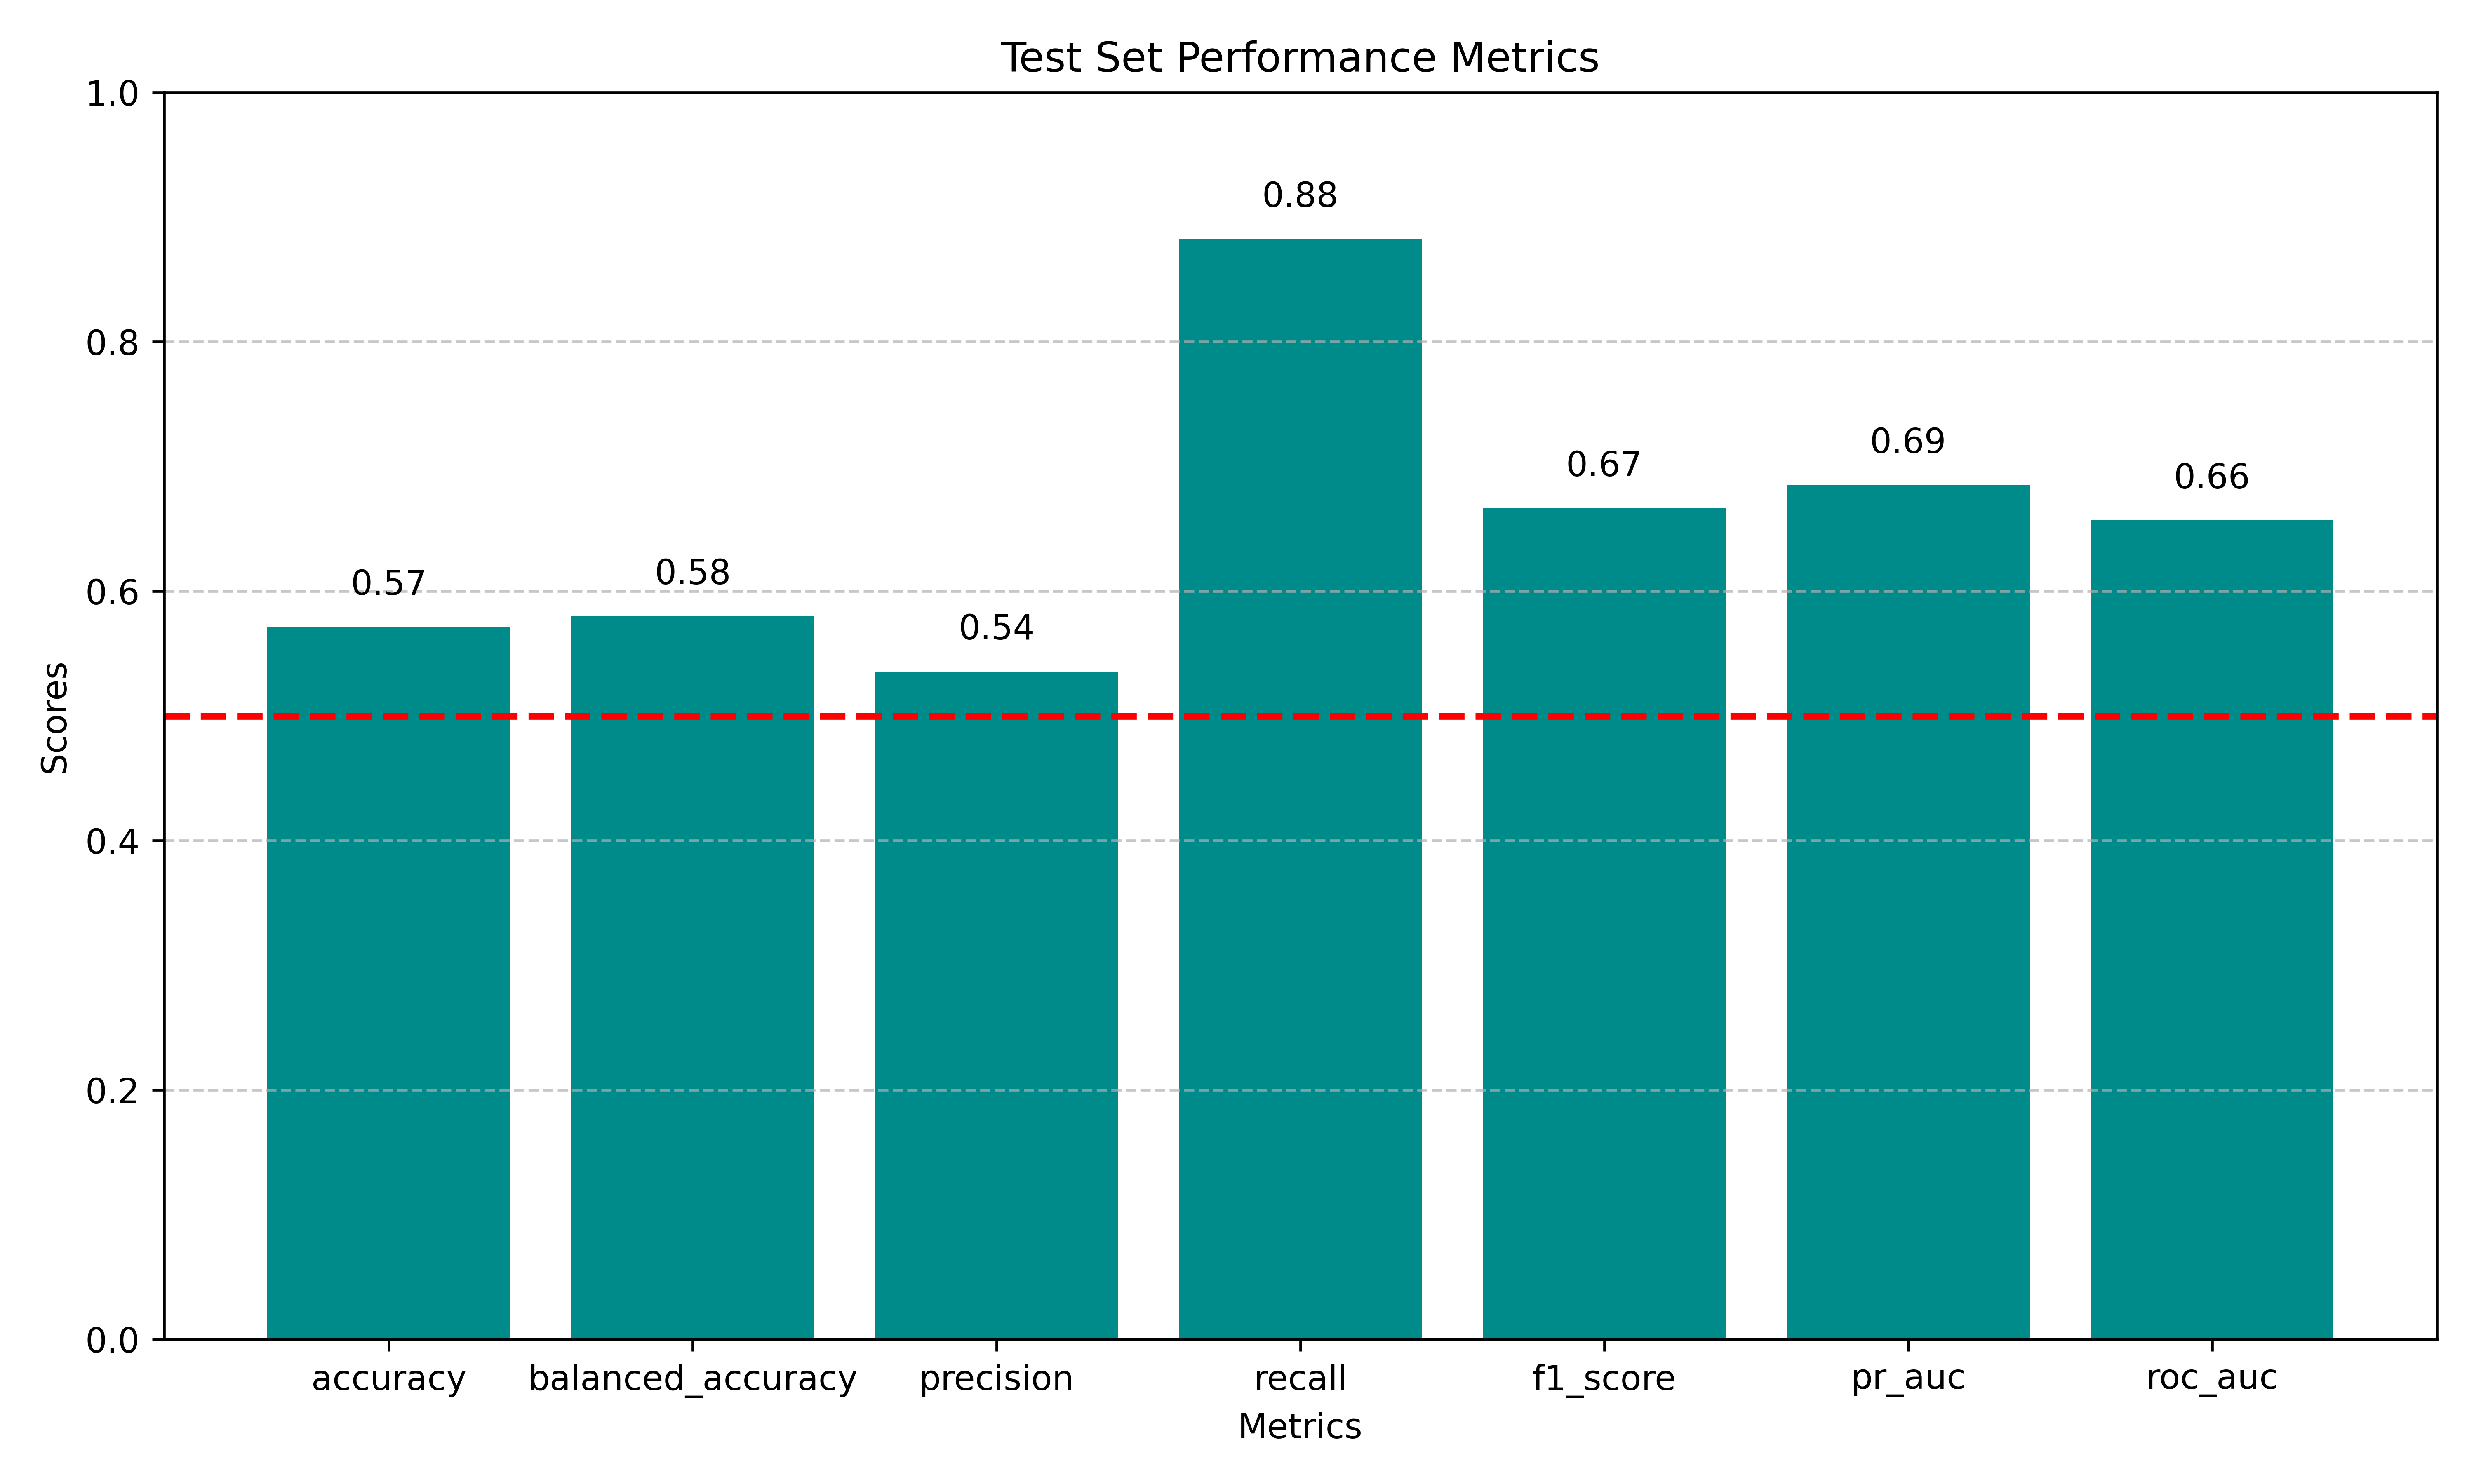 Test Set Performance Metrics
1.0
0.8
0.6
0.4
0.2
0.0
Scores
0.57
0.58
0.54
0.88
0.67
0.69
0.66
accuracy
balanced_accuracy
precision
recall
f1_score
pr_auc
roc_auc
Metrics